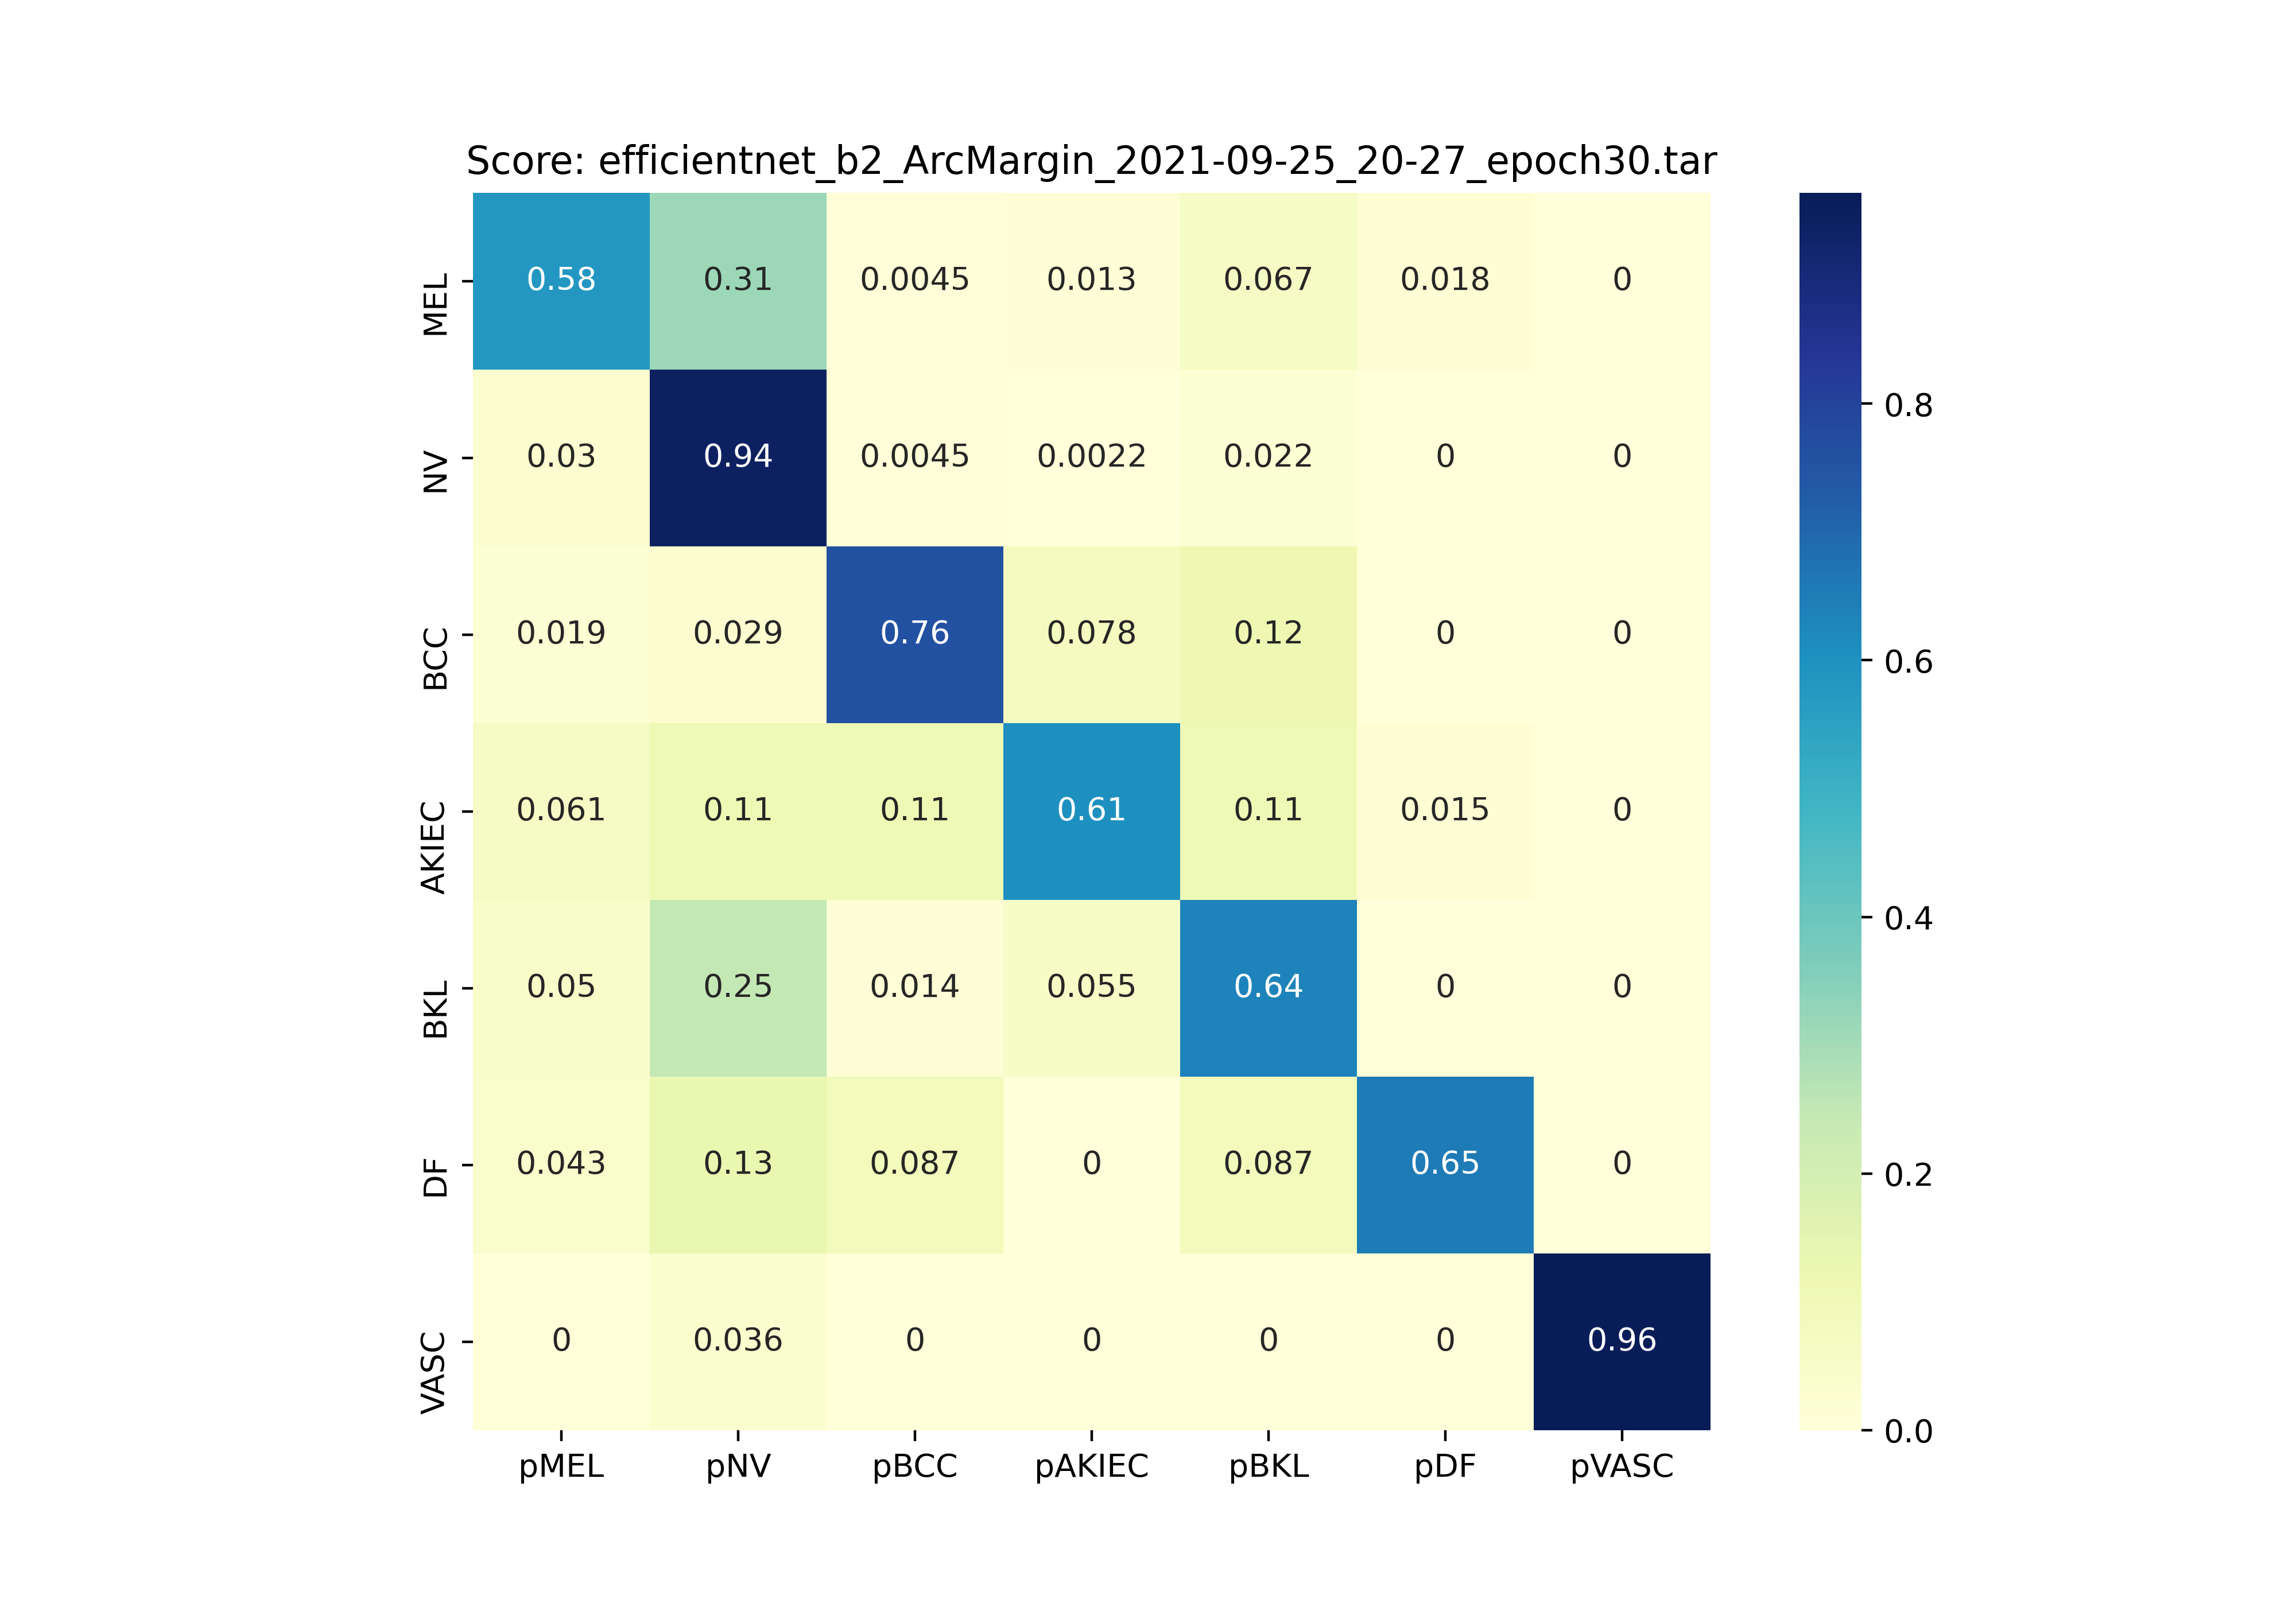 Score: efficientnet_b2_ArcMargin_2021-09-25_20-27_epoch30.tar
MEL 0.58 0.31 0.0045 0.013 0.067 0.018 0
NV 0.03 0.94 0.0045 0.0022 0.022 0 0
BCC 0.019 0.029 0.76 0.078 0.12 0 0
AKIEC 0.061 0.11 0.11 0.61 0.11 0.015 0
BKL 0.05 0.25 0.014 0.055 0.64 0 0
DF 0.043 0.13 0.087 0 0.087 0.65 0
VASC 0 0.036 0 0 0 0 0.96
pMEL pNV pBCC pAKIEC pBKL pDF pVASC
0.8
0.6
0.4
0.2
0.0